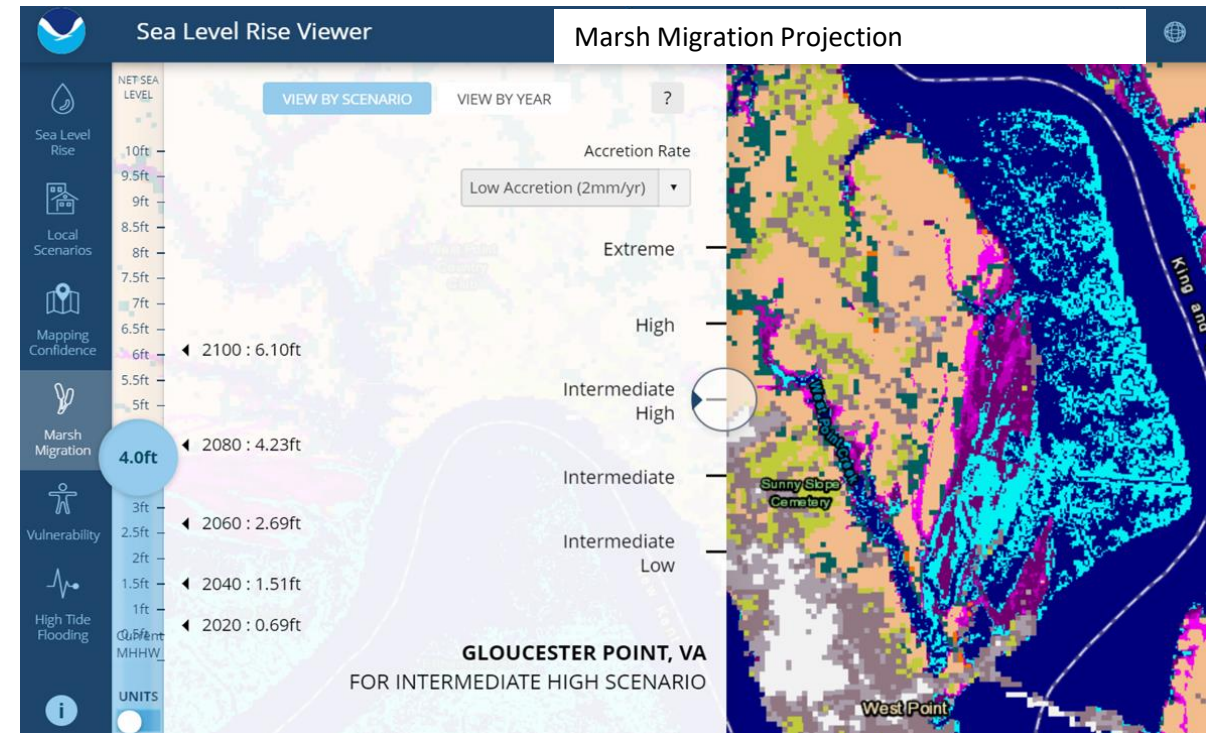 Sea Level Rise Viewer
Marsh Migration Projection
Sea Level
Rise
Local
Scenarios
Mapping
Confidence
Marsh
Migration
Vulnerability
High Tide
Flooding
i
NET SEA
LEVEL
10ft
9.5ft
9ft
8.5ft
8ft
7.5ft
7ft
6.5ft
6ft
5.5ft
5ft
4.0ft
3ft
2.5ft
2ft
1.5ft
1ft
0.5ft
Current
MHHW
UNITS
VIEW BY SCENARIO
VIEW BY YEAR
?
Accretion Rate
Low Accretion (2mm/yr)
Extreme
High
Intermediate
High
Intermediate
Intermediate
Low
2100 : 6.10ft
2080 : 4.23ft
2060 : 2.69ft
2040 : 1.51ft
2020 : 0.69ft
GLOUCESTER POINT, VA
FOR INTERMEDIATE HIGH SCENARIO
King and
West Point Creek
Sunny Slope
Cemetery
West Point